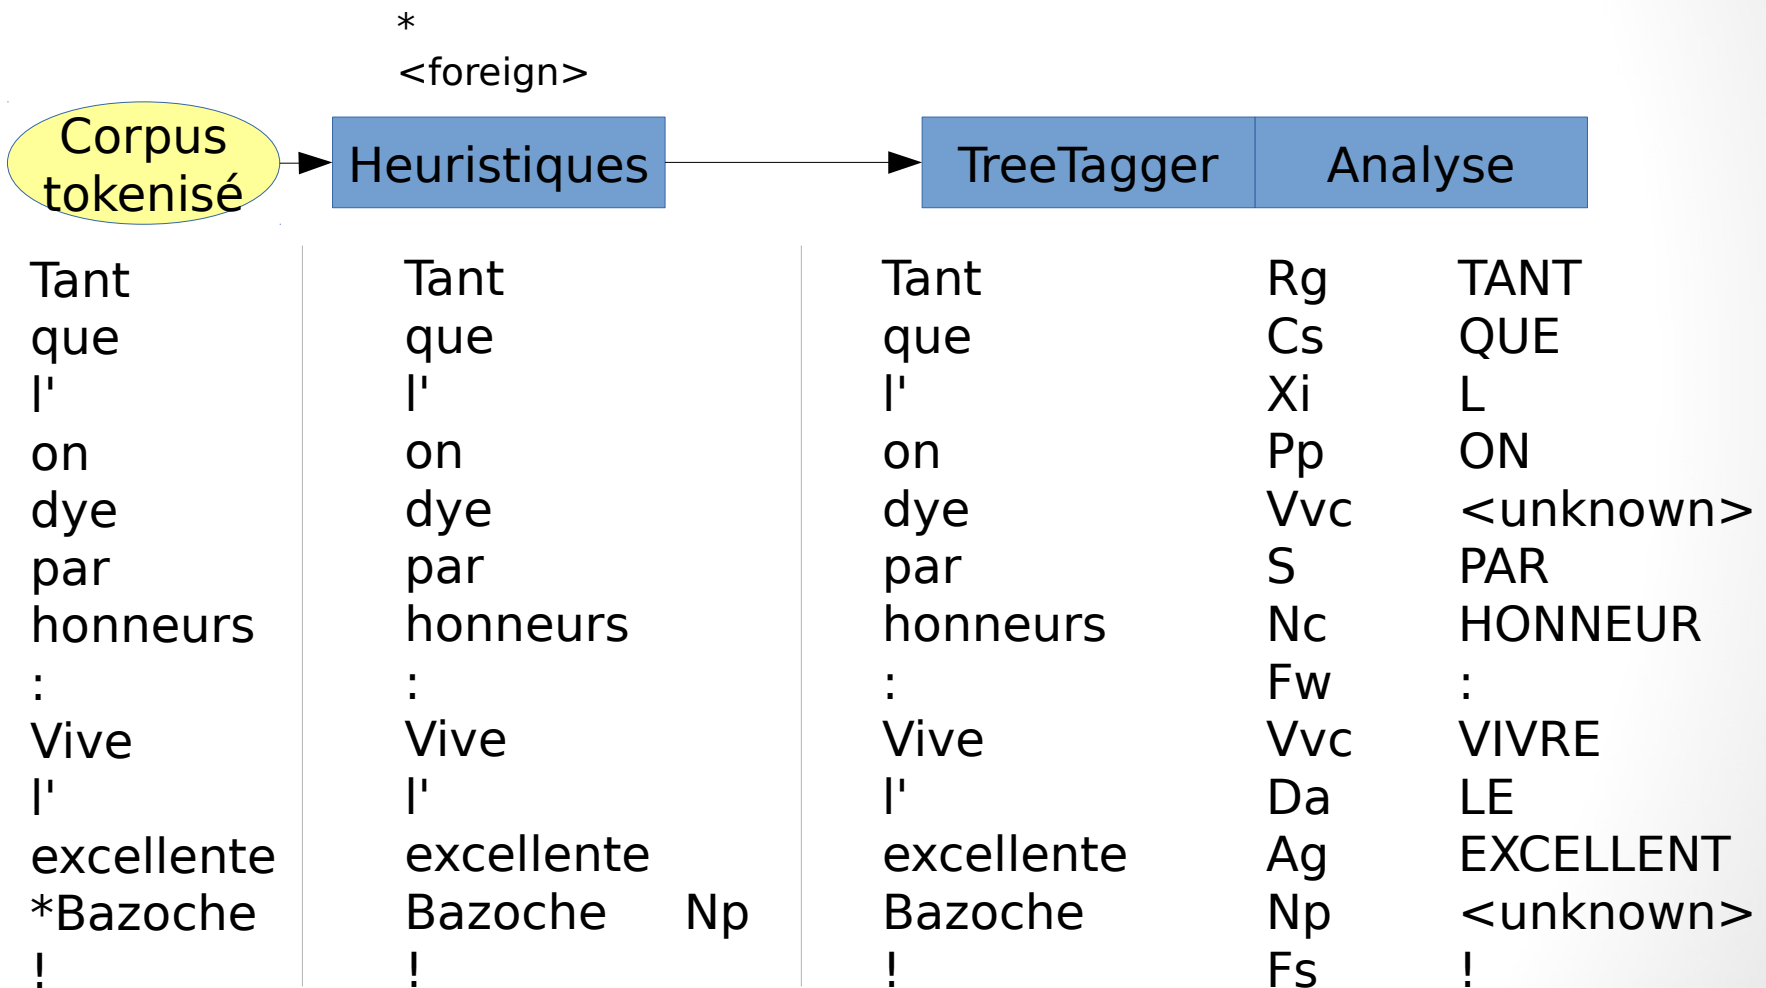 *
<foreign>
Corpus
tokenisé
Heuristiques
TreeTagger Analyse
Tant Tant Tant Rg TANT
que que que Cs QUE
l' l' l' Xi L
on on on Pp ON
dye dye dye Vvc <unknown>
par par par S PAR
honneurs honneurs honneurs Nc HONNEUR
: : : Fw :
Vive Vive Vive Vvc VIVRE
l' l' l' Da LE
excellente excellente excellente Ag EXCELLENT
*Bazoche Bazoche Np Bazoche Np <unknown>
! ! ! Fs !